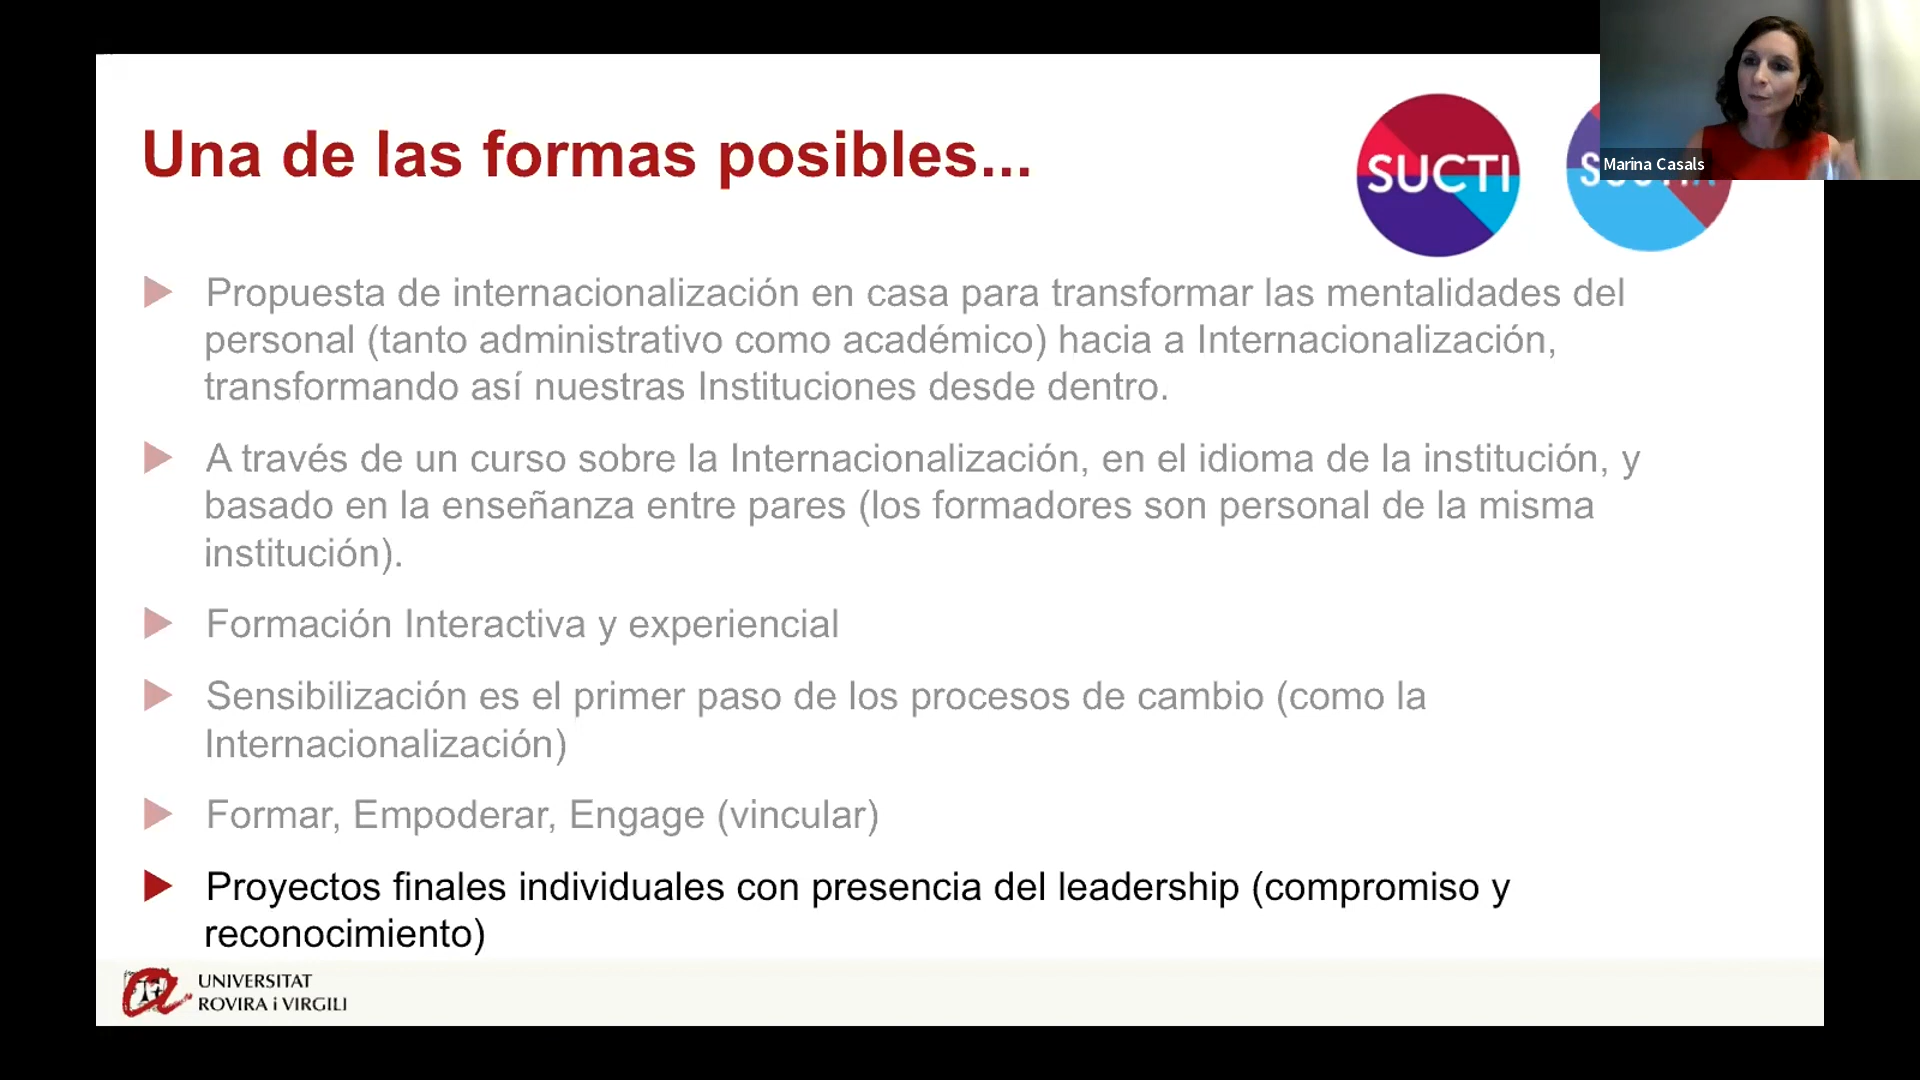 Una de las formas posibles...
SUCTI
Marina Casals
Propuesta de internacionalización en casa para transformar las mentalidades del
personal (tanto administrativo como académico) hacia a Internacionalización,
transformando así nuestras Instituciones desde dentro.
A través de un curso sobre la Internacionalización, en el idioma de la institución, y
basado en la enseñanza entre pares (los formadores son personal de la misma
institución).
Formación Interactiva y experiencial
Sensibilización es el primer paso de los procesos de cambio (como la
Internacionalización)
Formar, Empoderar, Engage (vincular)
Proyectos finales individuales con presencia del leadership (compromiso y
reconocimiento)
UNIVERSITAT
ROVIRA i VIRGILI